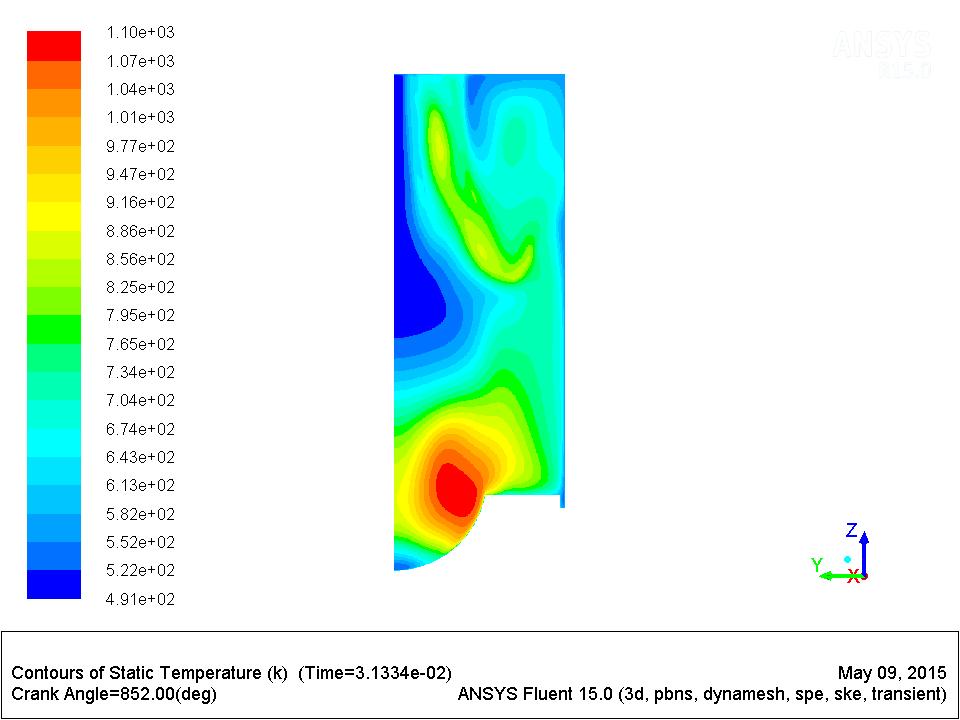 1.10e+03
1.07e+03
1.04e+03
1.01e+03
9.77e+02
9.47e+02
9.16e+02
8.86e+02
8.56e+02
8.25e+02
7.95e+02
7.65e+02
7.34e+02
7.04e+02
6.74e+02
6.43e+02
6.13e+02
5.82e+02
5.52e+02
5.22e+02
4.91e+02
ANSYS
R15.0
Z
Y
X
Contours of Static Temperature (k) (Time=3.1334e-02)
Crank Angle=852.00(deg)
May 09, 2015
ANSYS Fluent 15.0 (3d, pbns, dynamesh, spe, ske, transient)